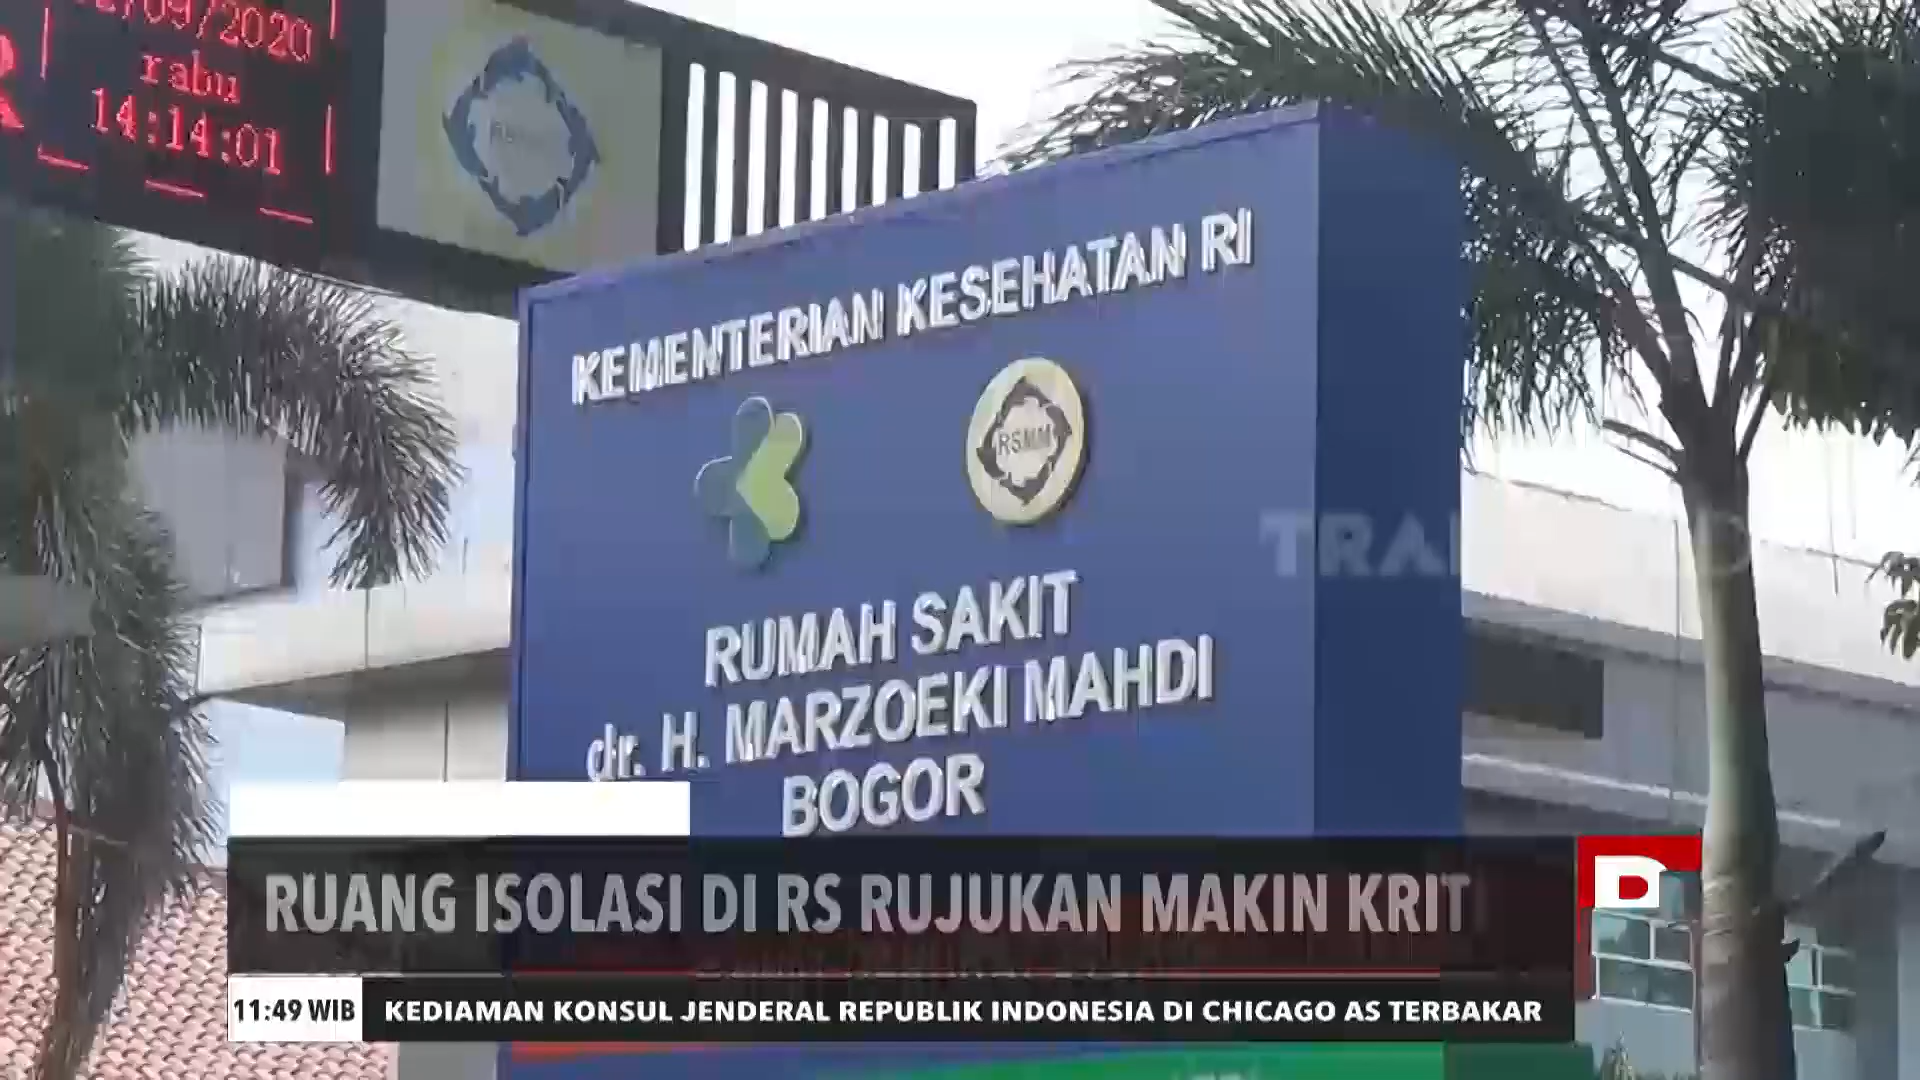 /09/2020
rabu
14:14:01
KEMENTERIAN KESEHATAN RI
RSMM
RUMAH SAKIT
dr. H. MARZOEKI MAHDI
BOGOR
TRA
RUANG ISOLASI DI RS RUJUKAN MAKIN KRIT
11:49 WIB KEDIAMAN KONSUL JENDERAL REPUBLIK INDONESIA DI CHICAGO AS TERBAKAR